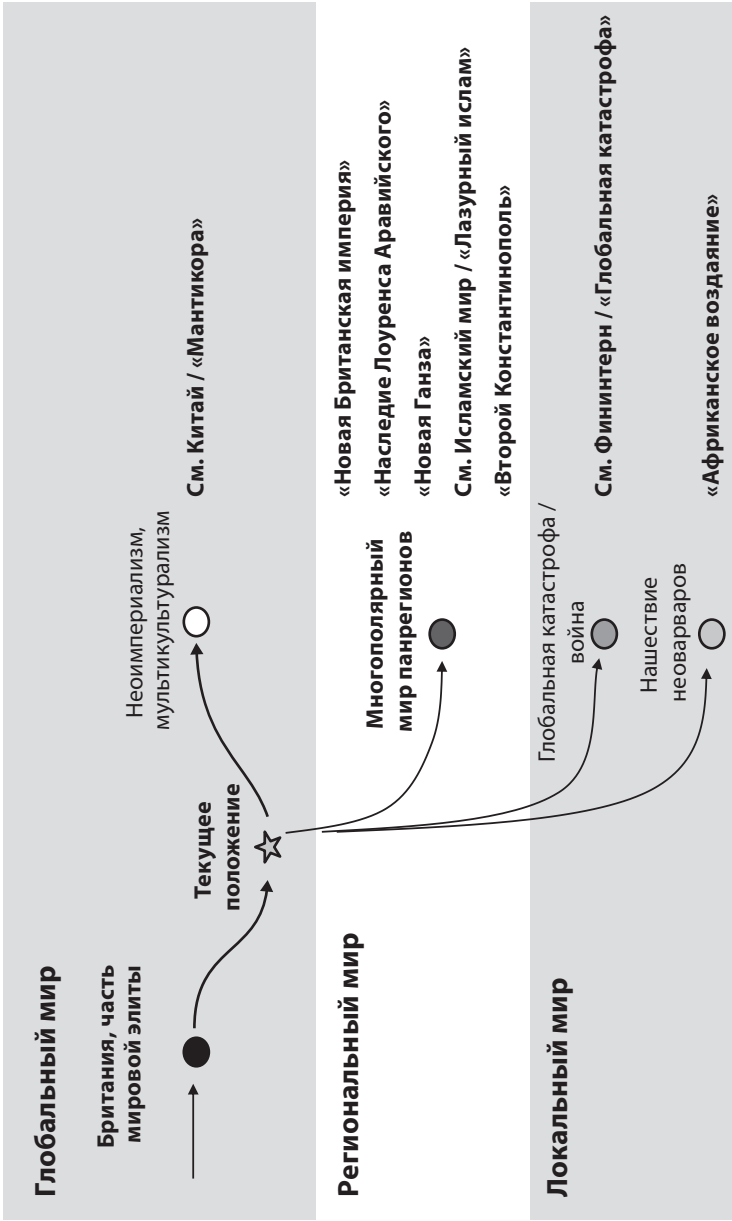 Глобальный мир
Британия, часть
мировой элиты
Текущее
положение
Неоимпериализм,
мультикультурализм
См. Китай / «Мантикора»
Региональный мир
Многополярный
мир панрегионов
«Новая Британская империя»
«Наследие Лоуренса Аравийского»
«Новая Ганза»
См. Исламский мир / «Лазурный ислам»
«Второй Константинополь»
Локальный мир
Глобальная катастрофа /
война
См. Фининтерн / «Глобальная катастрофа»
Нашествие
неоварваров
«Африканское воздаяние»